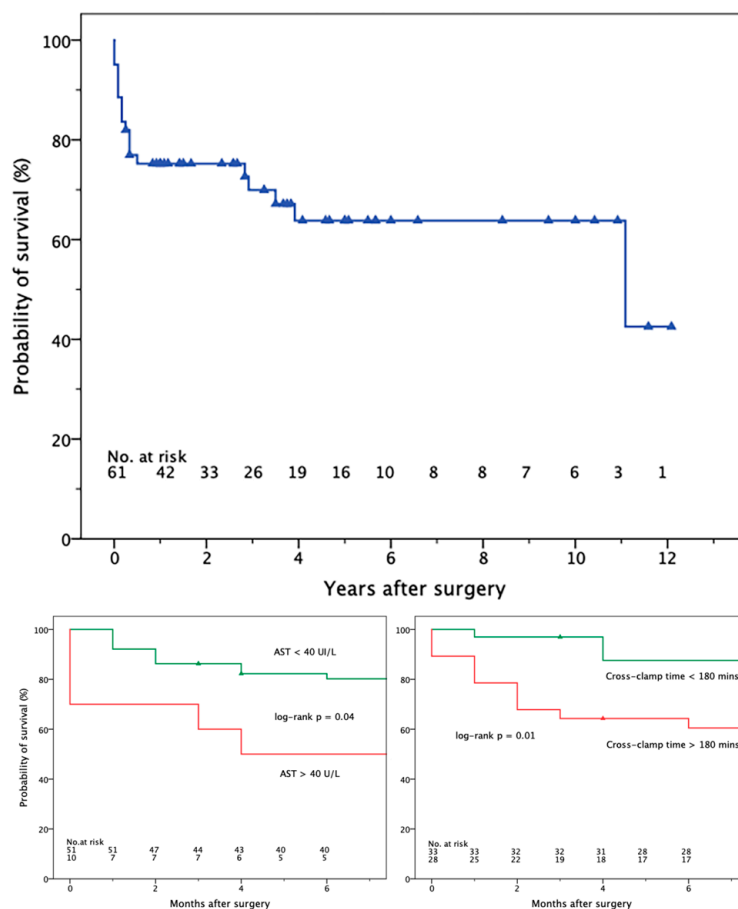 100
80
60
40
20
0
Probability of survival (%)
No. at risk
61 42 33 26 19 16 10 8 8 7 6 3 1
0 2 4 6 8 10 12
Years after surgery
100
80
60
40
20
0
Probability of survival (%)
AST < 40 UI/L
log-rank p = 0.04
AST > 40 U/L
No.at risk
51 51 47 44 43 40 40
10 7 7 7 6 5 5
0 2 4 6
Months after surgery
100
80
60
40
20
0
Cross-clamp time < 180 mins
log-rank p = 0.01
Cross-clamp time > 180 mins
No. at risk
33 33 32 32 31 28 28
28 25 22 19 18 17 17
0 2 4 6
Months after surgery